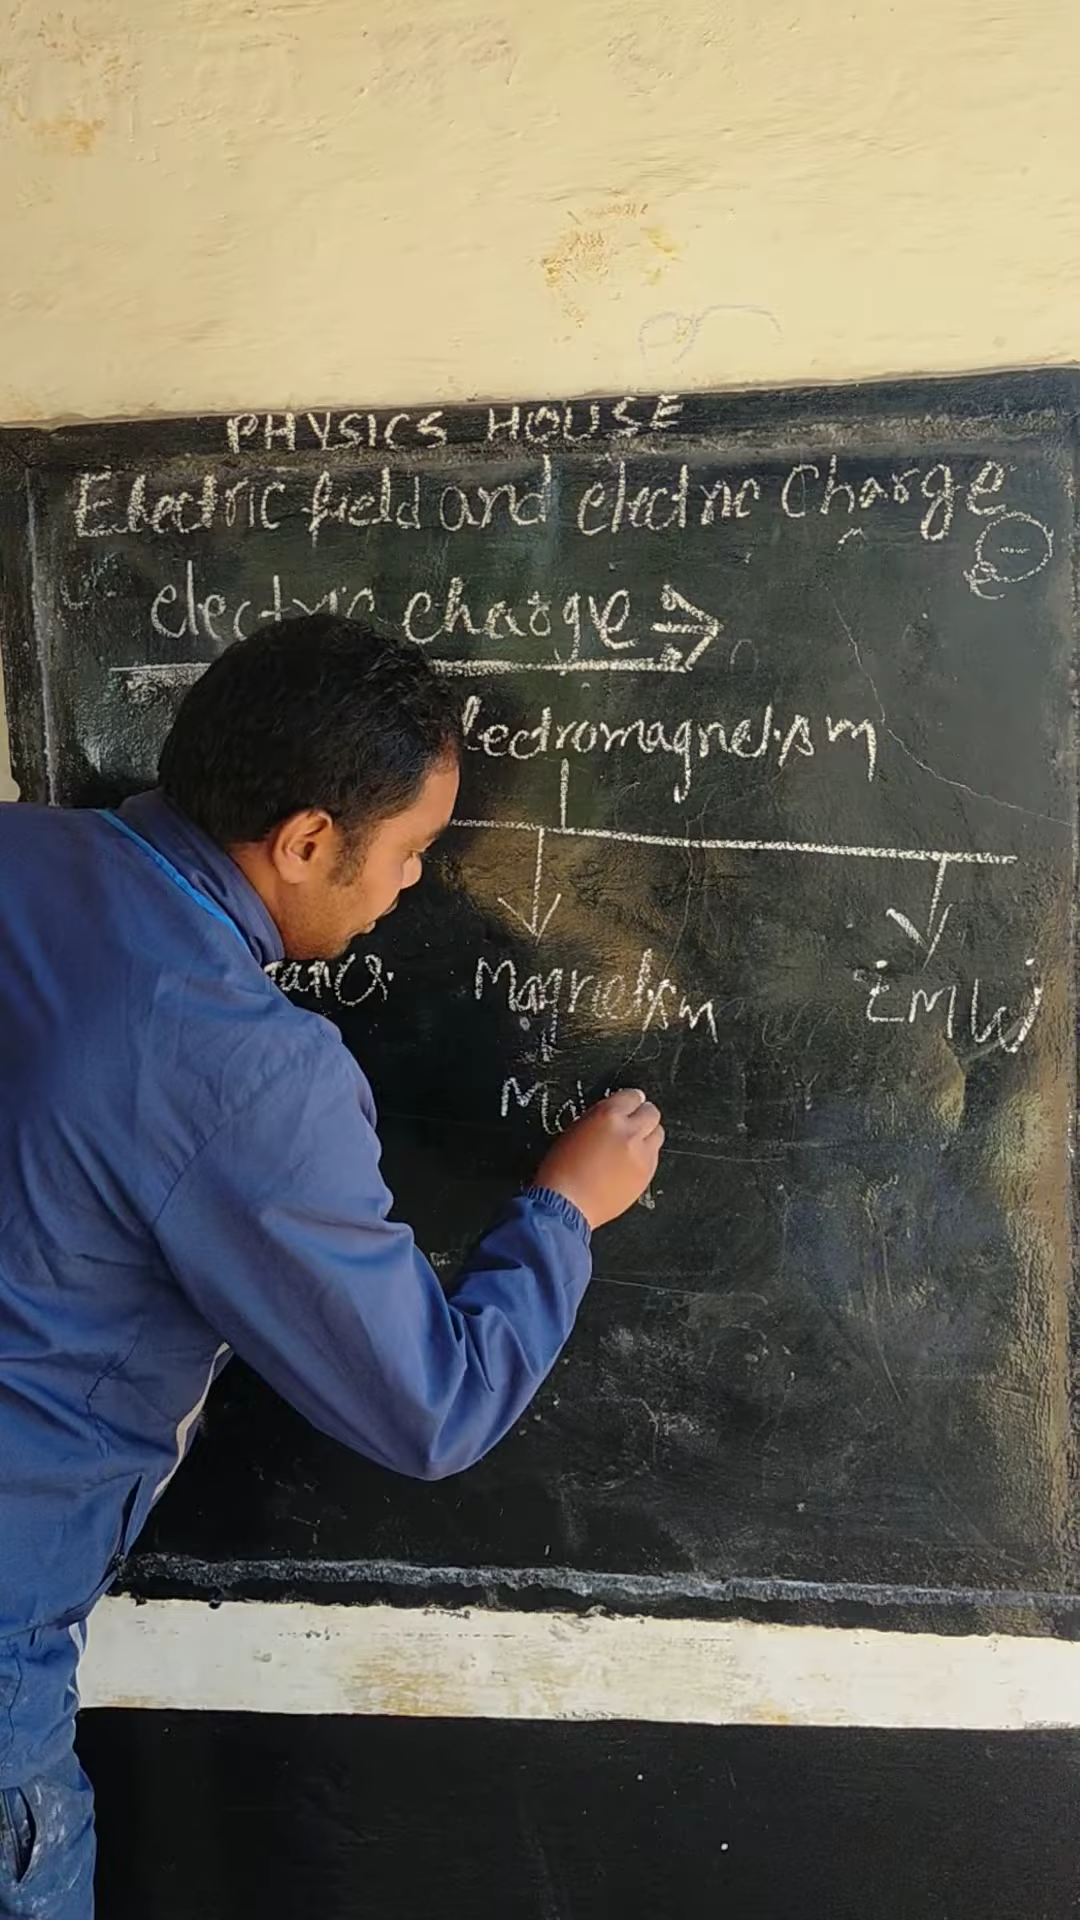 PHYSICS HOUSE
Electric field and electric Charge
e
electric charge
lectromagnetism
Magnetism
EMW